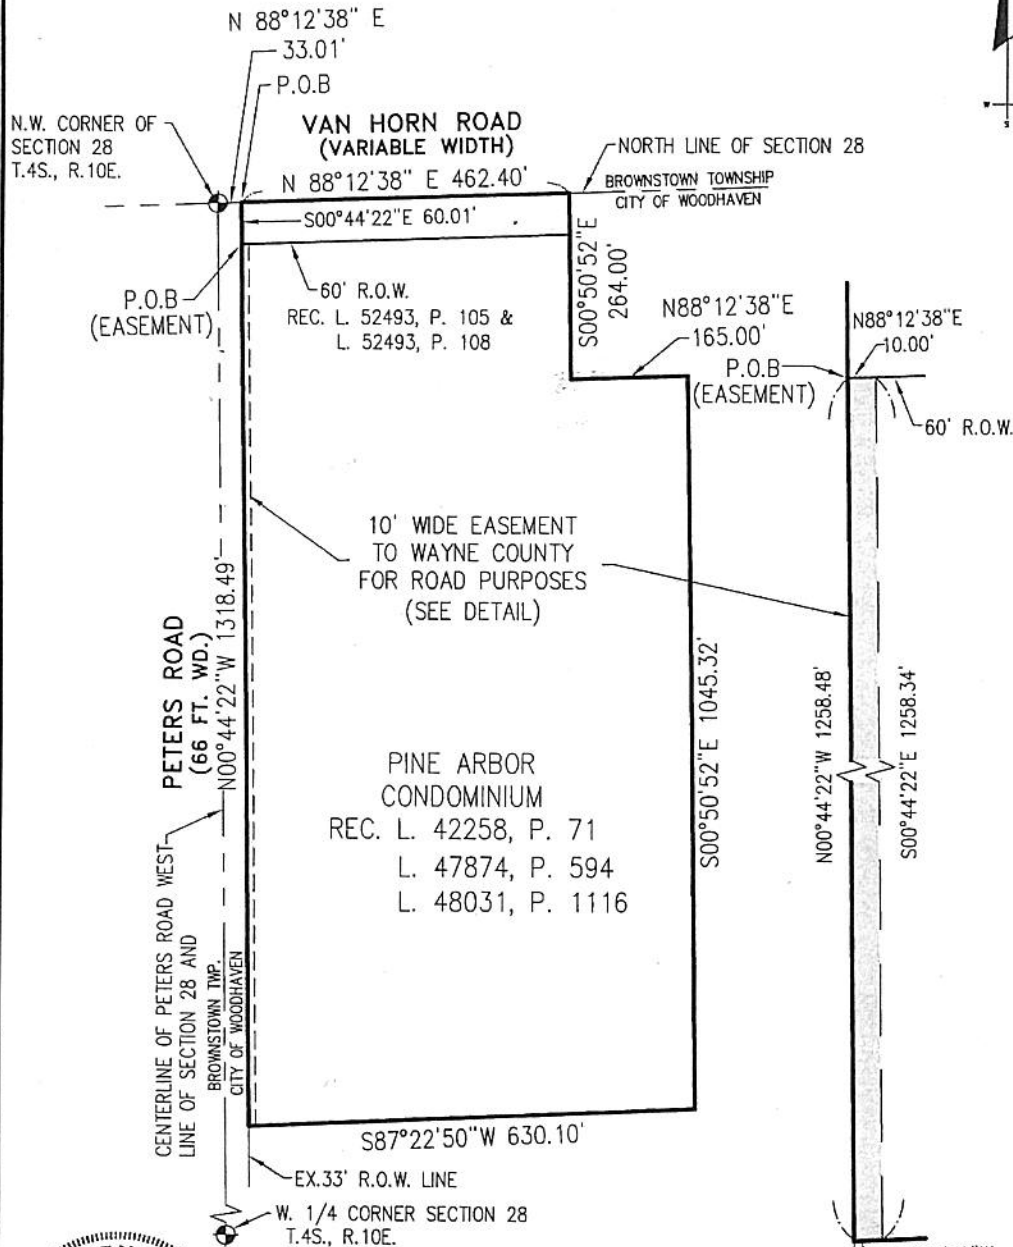 N 88°12'38" E
33.01'
P.O.B
N.W. CORNER OF
SECTION 28
T.4S., R.10E.
VAN HORN ROAD
(VARIABLE WIDTH)
N 88°12'38" E 462.40'
NORTH LINE OF SECTION 28
BROWNSTOWN TOWNSHIP
CITY OF WOODHAVEN
W
S
S00°44'22"E 60.01'
P.O.B
(EASEMENT)
60' R.O.W.
REC. L. 52493, P. 105 &
L. 52493, P. 108
S00°50'52"E
264.00'
N88°12'38"E
165.00'
P.O.B
(EASEMENT)
N88°12'38"E
10.00'
60' R.O.W.
10' WIDE EASEMENT
TO WAYNE COUNTY
FOR ROAD PURPOSES
(SEE DETAIL)
PETERS ROAD
(66 FT. WD.)
N00°44'22"W 1318.49'
PINE ARBOR
CONDOMINIUM
REC. L. 42258, P. 71
L. 47874, P. 594
L. 48031, P. 1116
S00°50'52"E 1045.32'
N00°44'22"W 1258.48'
S00°44'22"E 1258.34'
CENTERLINE OF PETERS ROAD WEST
LINE OF SECTION 28 AND
BROWNSTOWN TWP.
CITY OF WOODHAVEN
S87°22'50"W 630.10'
EX.33' R.O.W. LINE
W. 1/4 CORNER SECTION 28
T.4S., R.10E.